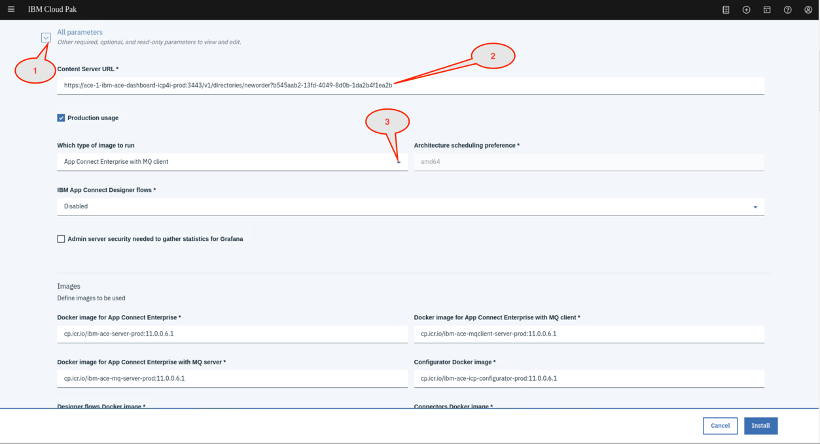 IBM Cloud Pak
All parameters
Other required, optional, and read-only parameters to view and edit.
1
2
Content Server URL *
https://ace-1-ibm-ace-dashboard-icp4i-prod:3443/v1/directories/neworder?b545aab2-13fd-4049-8d0b-1da2b4f1ea2b
Production usage
3
Which type of image to run
Architecture scheduling preference *
App Connect Enterprise with MQ client
amd64
IBM App Connect Designer flows *
Disabled
Admin server security needed to gather statistics for Grafana
Images
Define images to be used
Docker image for App Connect Enterprise *
Docker image for App Connect Enterprise with MQ client *
cp.icr.io/ibm-ace-server-prod:11.0.0.6.1
cp.icr.io/ibm-ace-mqclient-server-prod:11.0.0.6.1
Docker image for App Connect Enterprise with MQ server *
Configurator Docker image *
cp.icr.io/ibm-ace-mq-server-prod:11.0.0.6.1
cp.icr.io/ibm-ace-icp-configurator-prod:11.0.0.6.1
Designer flows Docker image *
Connectors Docker image *
Cancel
Install